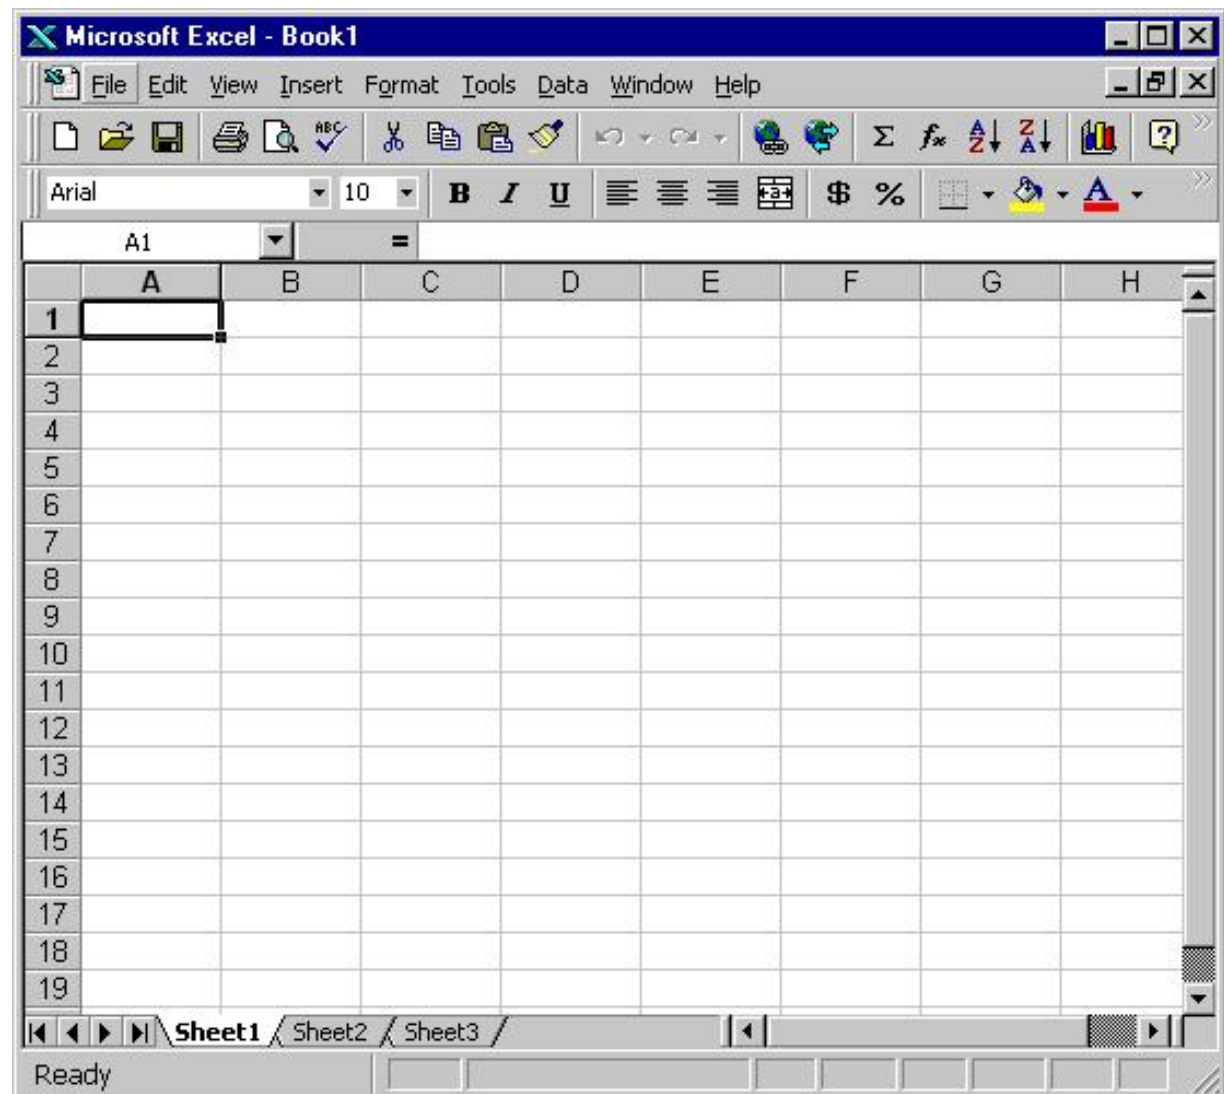 Microsoft Excel - Book1
File Edit View Insert Format Tools Data Window Help
ABC Σ fx A Z Z A ?
Arial 10 B I U a $ % A
A1 =
A B C D E F G H
1
2
3
4
5
6
7
8
9
10
11
12
13
14
15
16
17
18
19
Sheet1 Sheet2 Sheet3
Ready